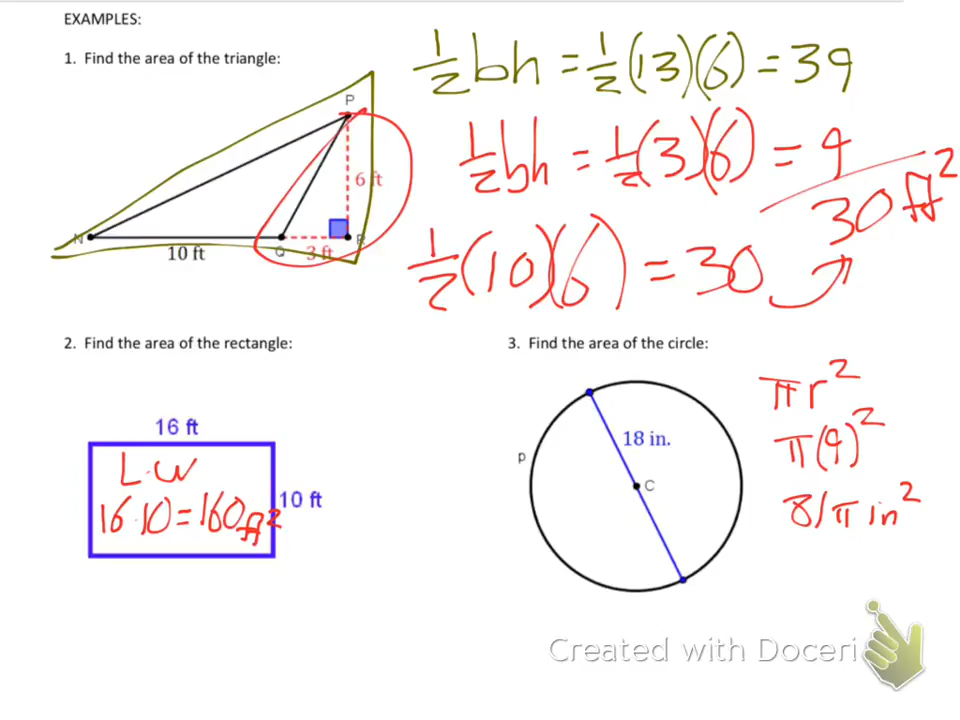 EXAMPLES:
1. Find the area of the triangle:
½bh = ½(13)(6) = 39
½bh = ½(3)(6) = 9
30 ft²
½(10)(6) = 30
P
6 ft
N
Q
R
10 ft
3 ft
2. Find the area of the rectangle:
16 ft
L·W
16·10=160ft²
10 ft
3. Find the area of the circle:
18 in.
p
C
πr²
π(9)²
81π in²
Created with Doceri